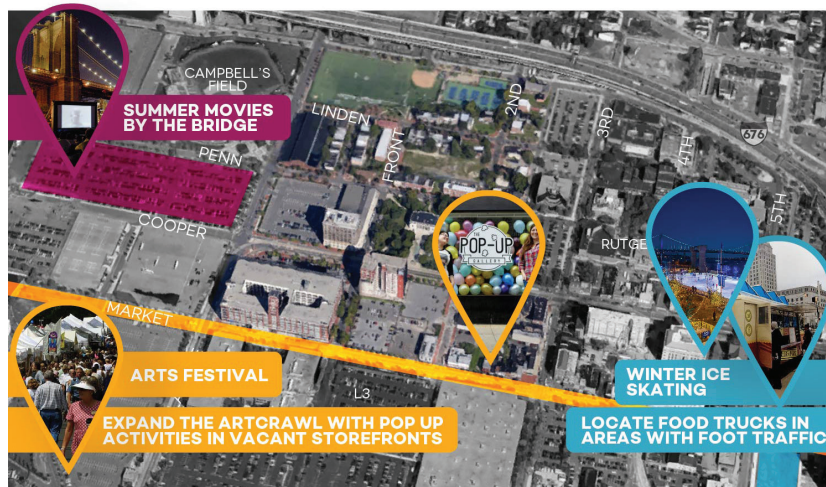 CAMPBELL'S
FIELD
SUMMER MOVIES
BY THE BRIDGE
LINDEN
PENN
FRONT
2ND
3RD
4TH
676
5TH
COOPER
THE
POP-UP
GALLERY
RUTGE
MARKET
ARTS FESTIVAL
L3
EXPAND THE ARTCRAWL WITH POP UP
ACTIVITIES IN VACANT STOREFRONTS
WINTER ICE
SKATING
LOCATE FOOD TRUCKS IN
AREAS WITH FOOT TRAFFIC